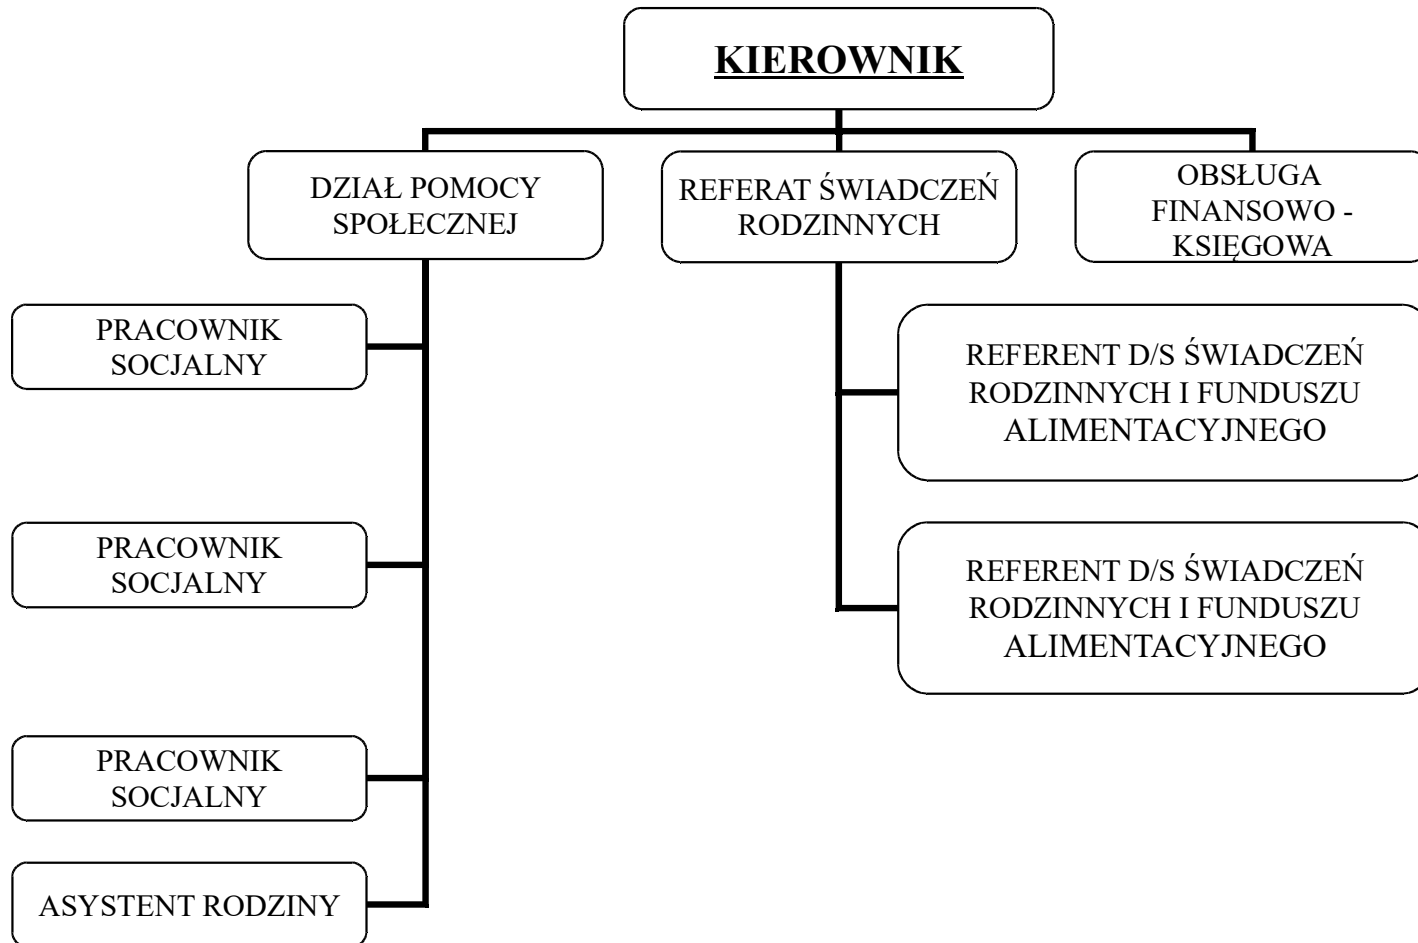 KIEROWNIK
DZIAŁ POMOCY
SPOŁECZNEJ
REFERAT ŚWIADCZEŃ
RODZINNYCH
OBSŁUGA
FINANSOWO -
KSIĘGOWA
PRACOWNIK
SOCJALNY
REFERENT D/S ŚWIADCZEŃ
RODZINNYCH I FUNDUSZU
ALIMENTACYJNEGO
PRACOWNIK
SOCJALNY
REFERENT D/S ŚWIADCZEŃ
RODZINNYCH I FUNDUSZU
ALIMENTACYJNEGO
PRACOWNIK
SOCJALNY
ASYSTENT RODZINY